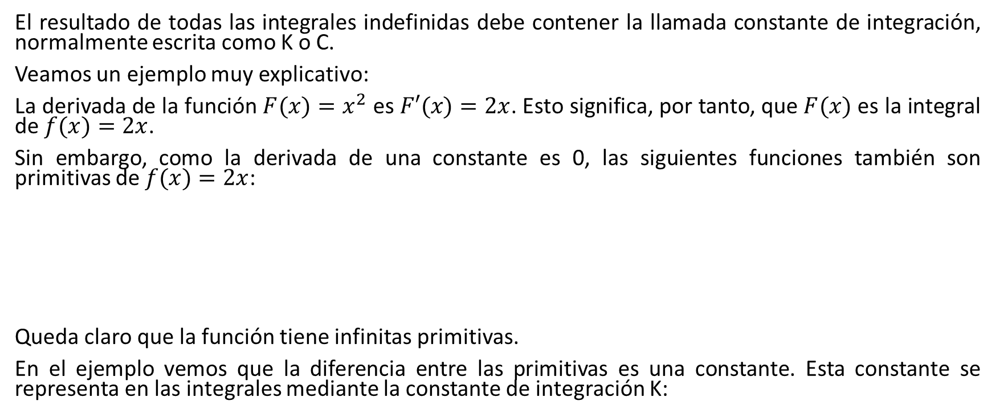 El resultado de todas las integrales indefinidas debe contener la llamada constante de integración,
normalmente escrita como K o C.
Veamos un ejemplo muy explicativo:
La derivada de la función F(x) = x² es F′(x) = 2x. Esto significa, por tanto, que F(x) es la integral
de f(x) = 2x.
Sin embargo, como la derivada de una constante es 0, las siguientes funciones también son
primitivas de f(x) = 2x:
Queda claro que la función tiene infinitas primitivas.
En el ejemplo vemos que la diferencia entre las primitivas es una constante. Esta constante se
representa en las integrales mediante la constante de integración K: